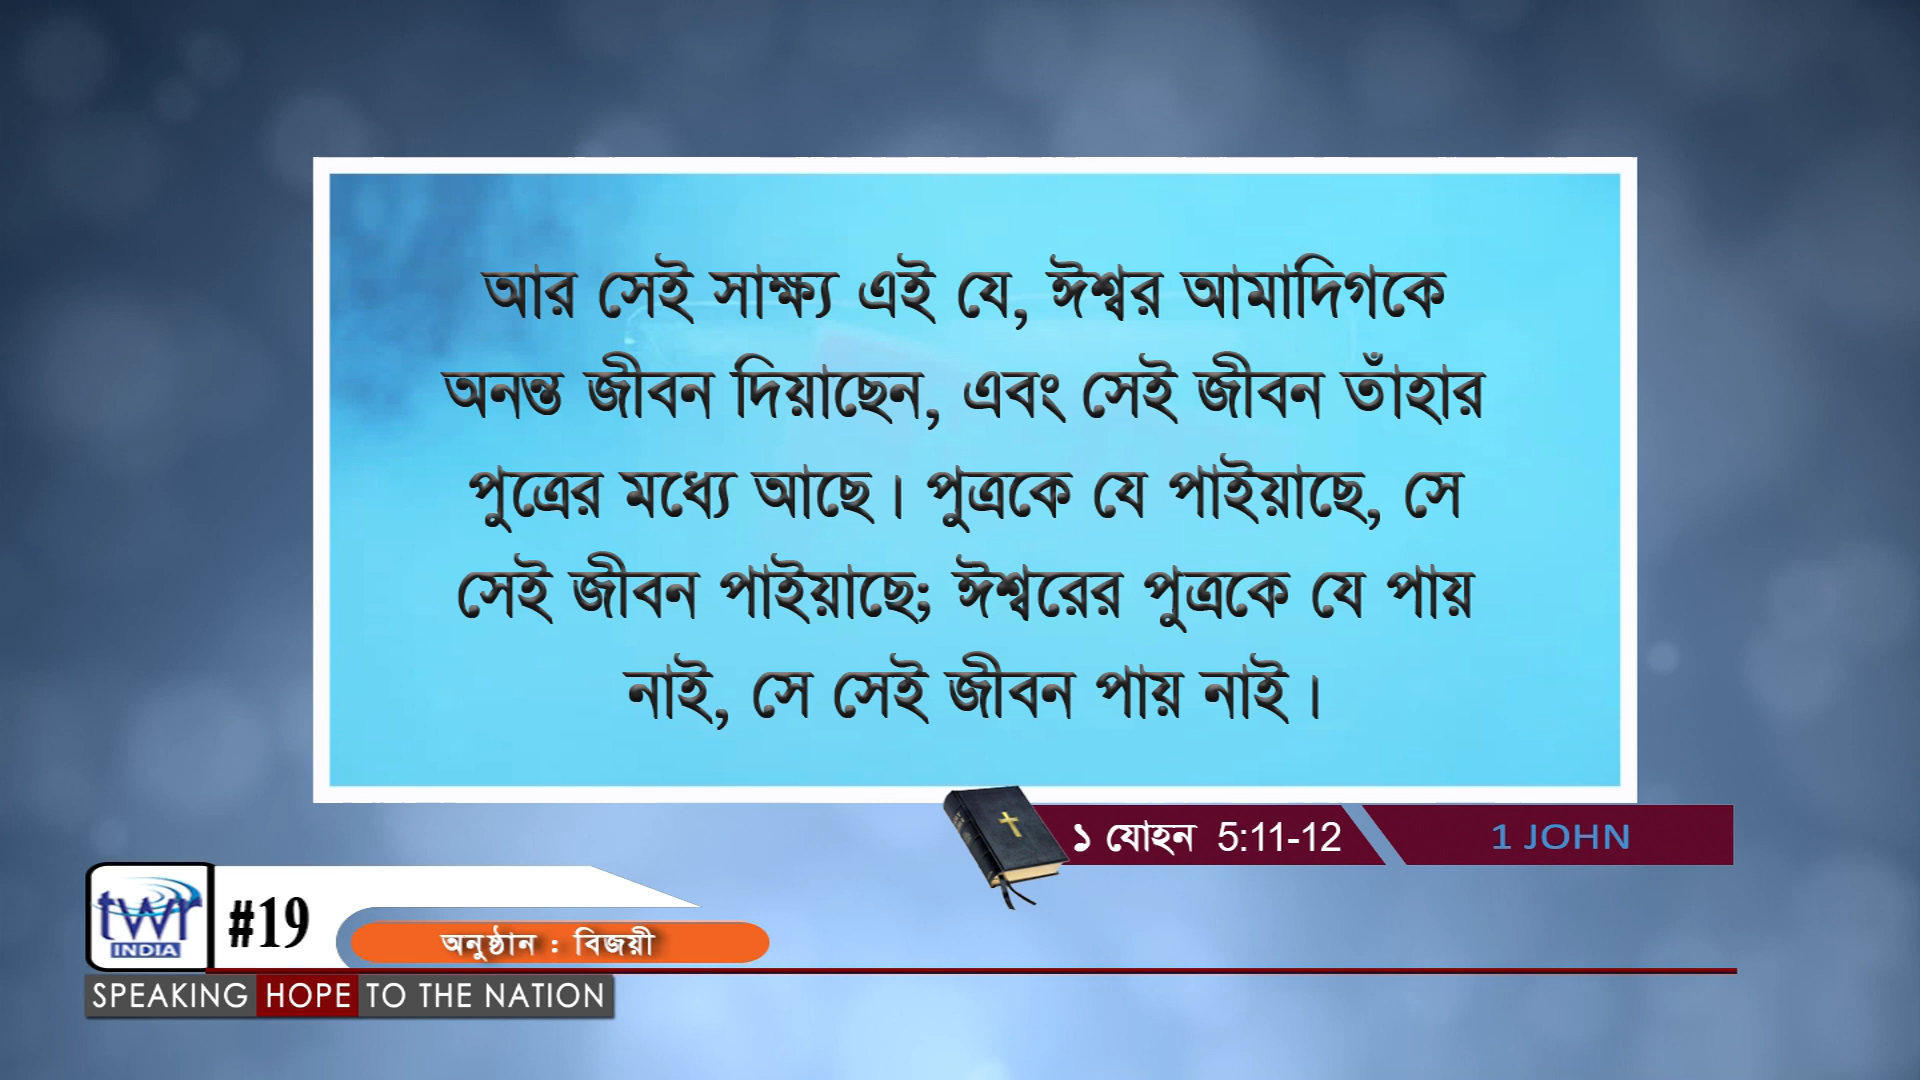 আর সেই সাক্ষ্য এই যে, ঈশ্বর আমাদিগকে
অনন্ত জীবন দিয়াছেন, এবং সেই জীবন তাঁহার
পুত্রের মধ্যে আছে। পুত্রকে যে পাইয়াছে, সে
সেই জীবন পাইয়াছে; ঈশ্বরের পুত্রকে যে পায়
নাই, সে সেই জীবন পায় নাই।
১ যোহন 5:11-12
1 JOHN
twr
INDIA
#19
অনুষ্ঠান : বিজয়ী
SPEAKING HOPE TO THE NATION